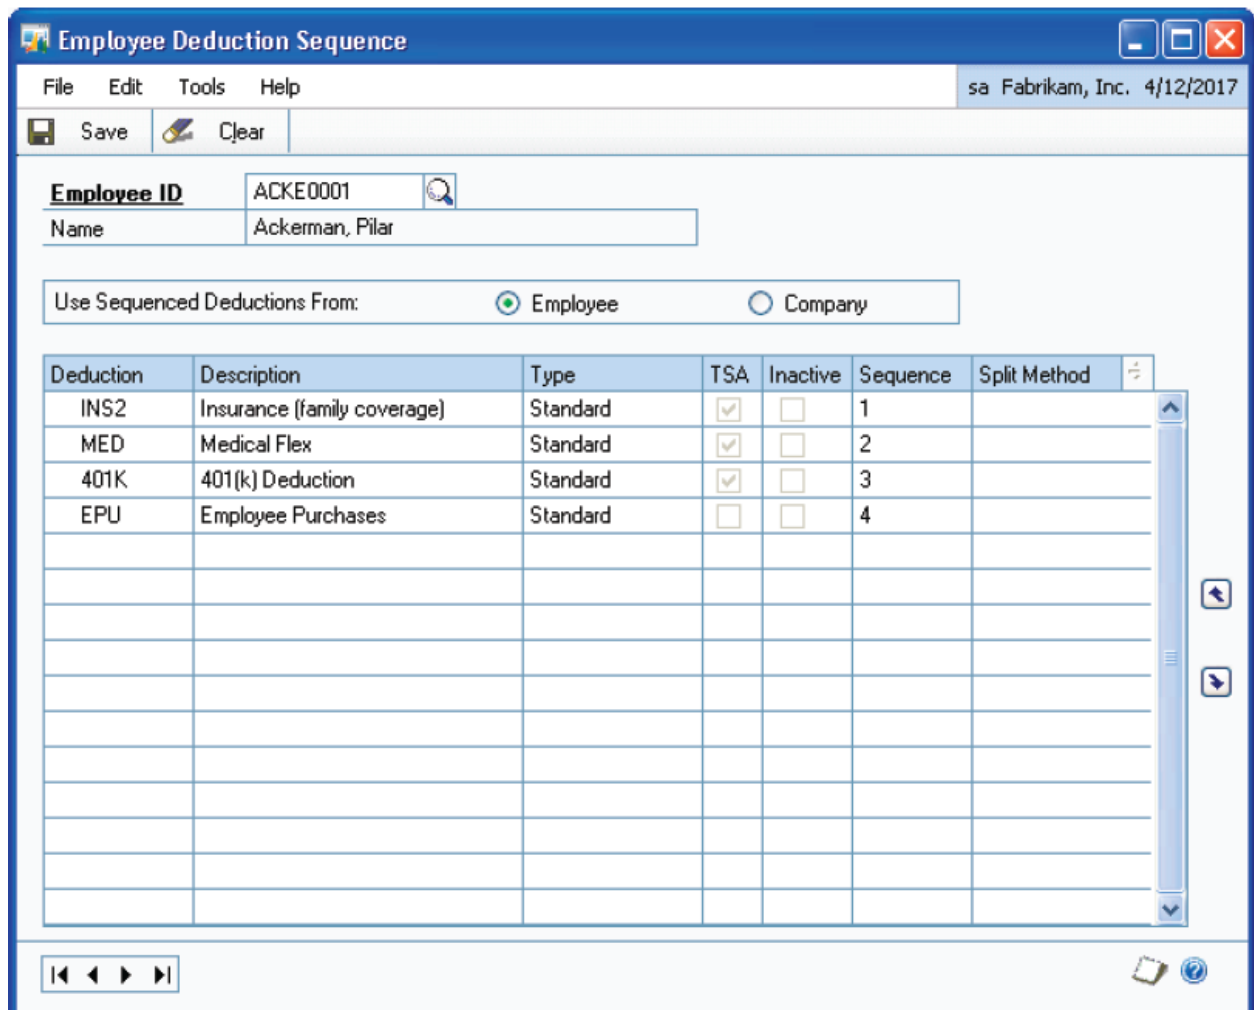 Employee Deduction Sequence
File Edit Tools Help sa Fabrikam, Inc. 4/12/2017
Save Clear
Employee ID ACKE0001
Name Ackerman, Pilar
Use Sequenced Deductions From: Employee Company
Deduction Description Type TSA Inactive Sequence Split Method
INS2 Insurance (family coverage) Standard 1
MED Medical Flex Standard 2
401K 401(k) Deduction Standard 3
EPU Employee Purchases Standard 4